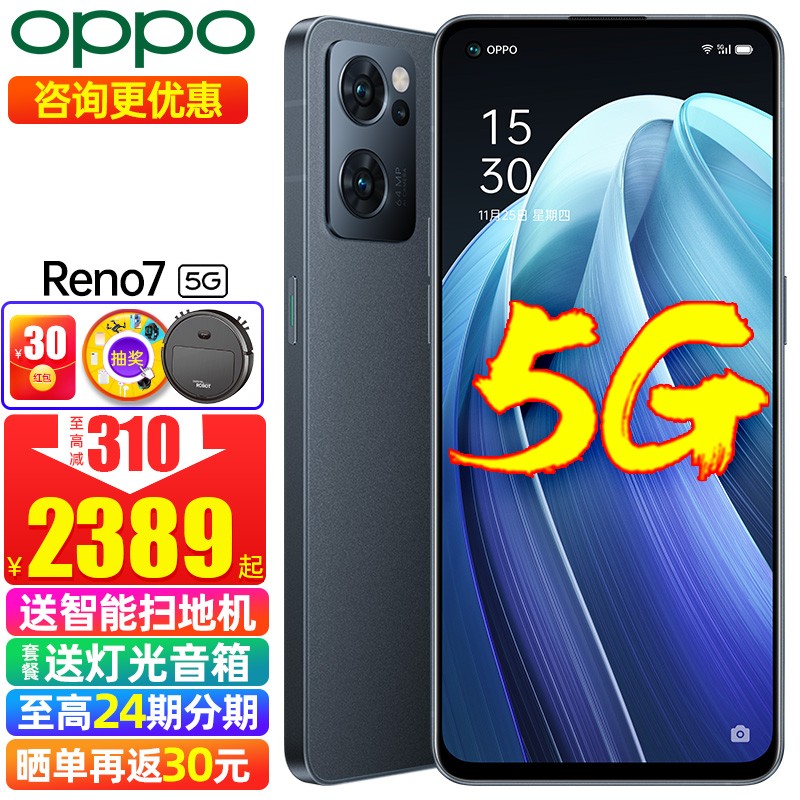 oppo
咨询更优惠
Reno7 5G
¥30
红包
抽奖
ROBOT
至高减
310
¥2389起
送智能扫地机
套餐
送灯光音箱
至高24期分期
晒单再返30元
64MP
OPPO
5G
15
30
11月25日 星期四
5G